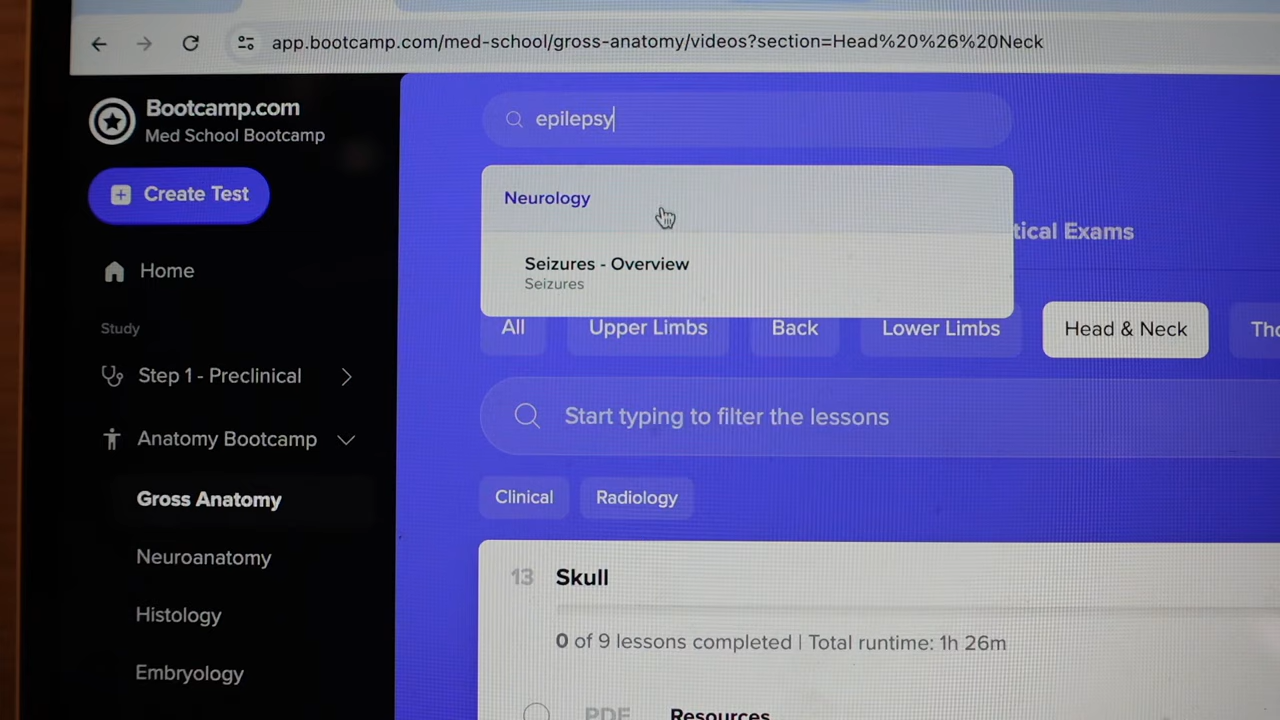 app.bootcamp.com/med-school/gross-anatomy/videos?section=Head%20%26%20Neck
Bootcamp.com
Med School Bootcamp
Create Test
Home
Study
Step 1 - Preclinical
Anatomy Bootcamp
Gross Anatomy
Neuroanatomy
Histology
Embryology
epilepsy
Neurology
Seizures - Overview
Seizures
tical Exams
All
Upper Limbs
Back
Lower Limbs
Head & Neck
Tho
Start typing to filter the lessons
Clinical
Radiology
13 Skull
0 of 9 lessons completed | Total runtime: 1h 26m
PDF Resources